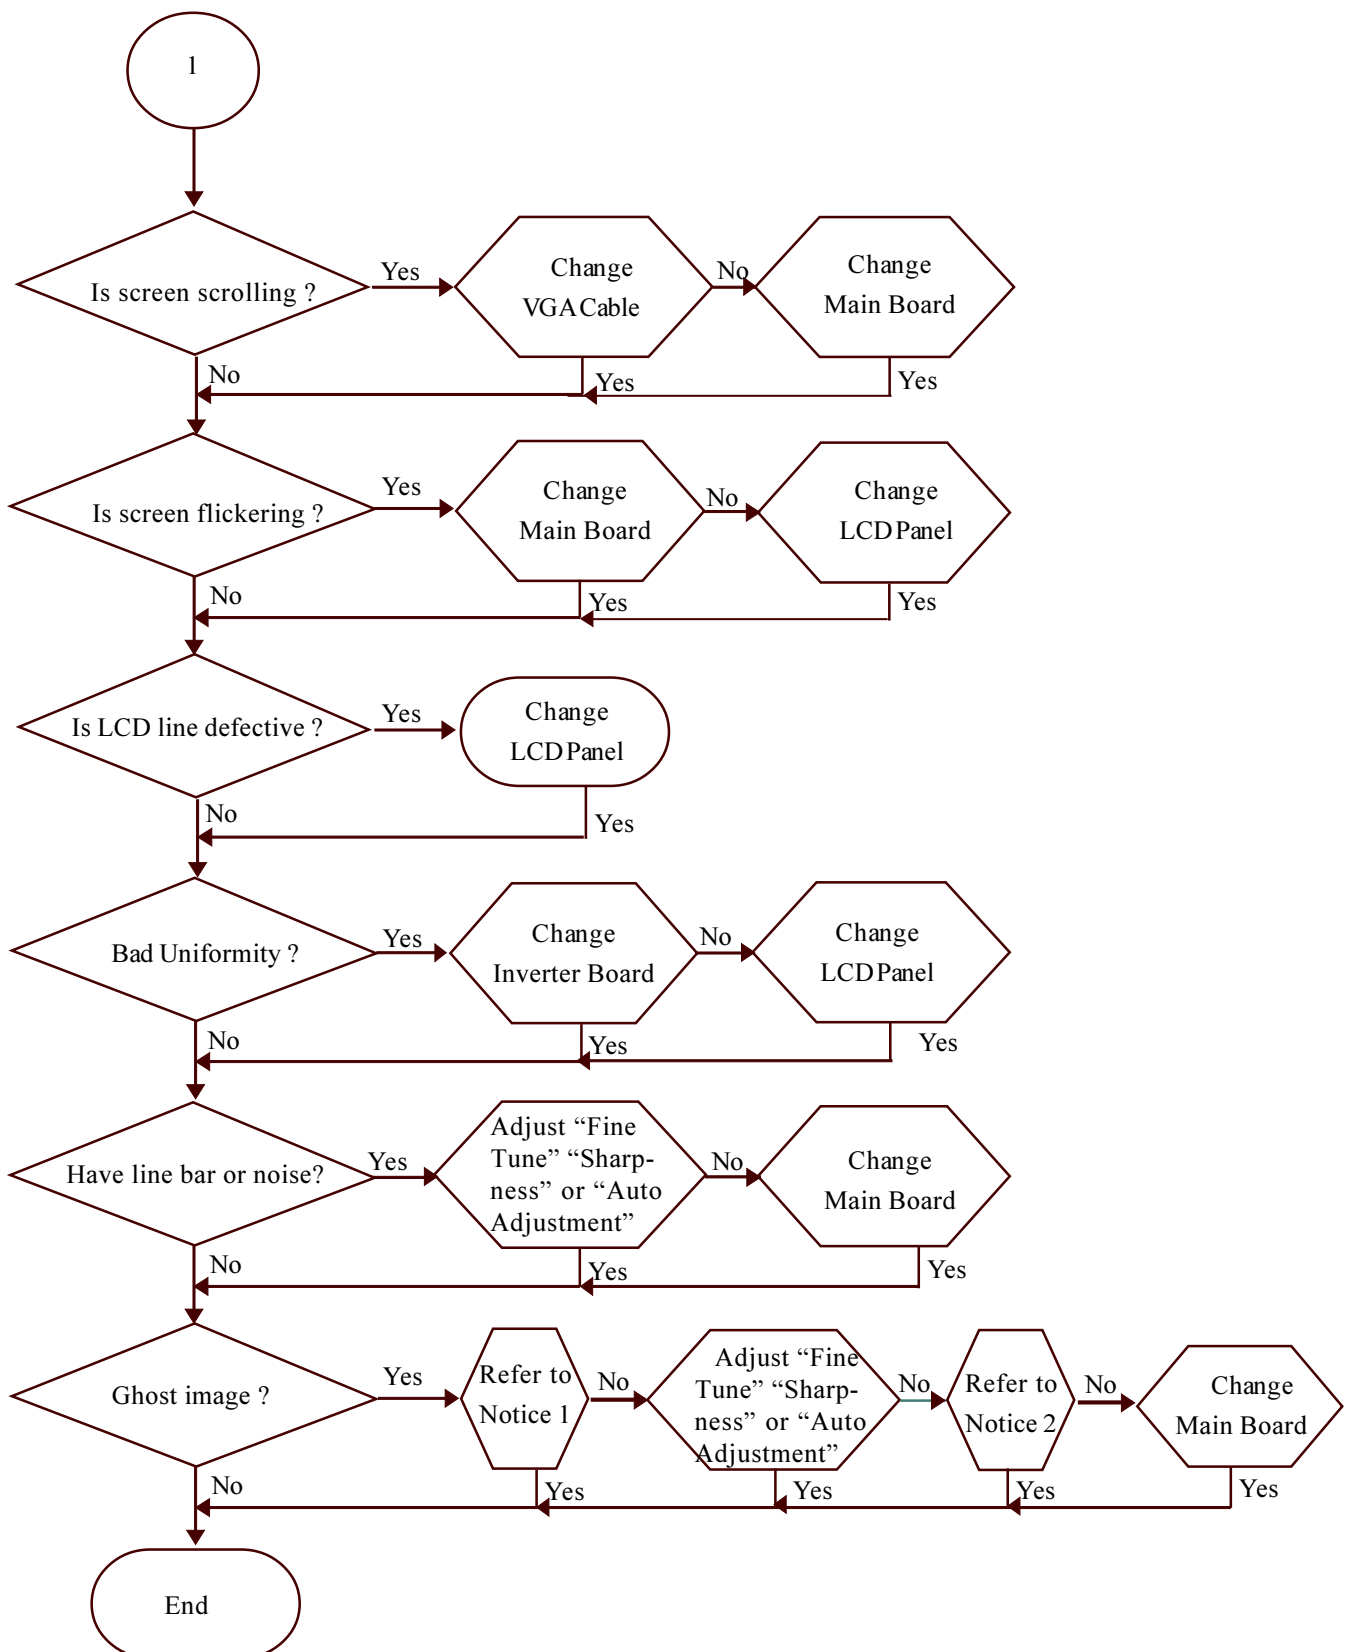 1
Is screen scrolling ?
Yes
Change
VGA Cable
No
Change
Main Board
No
Yes
Yes
Is screen flickering ?
Yes
Change
Main Board
No
Change
LCD Panel
No
Yes
Yes
Is LCD line defective ?
Yes
Change
LCD Panel
No
Yes
Bad Uniformity ?
Yes
Change
Inverter Board
No
Change
LCD Panel
No
Yes
Yes
Have line bar or noise?
Yes
Adjust “Fine
Tune” “Sharp-
ness” or “Auto
Adjustment”
No
Change
Main Board
No
Yes
Yes
Ghost image ?
Yes
Refer to
Notice 1
No
Adjust “Fine
Tune” “Sharp-
ness” or “Auto
Adjustment”
No
Refer to
Notice 2
No
Change
Main Board
No
Yes
Yes
Yes
Yes
End